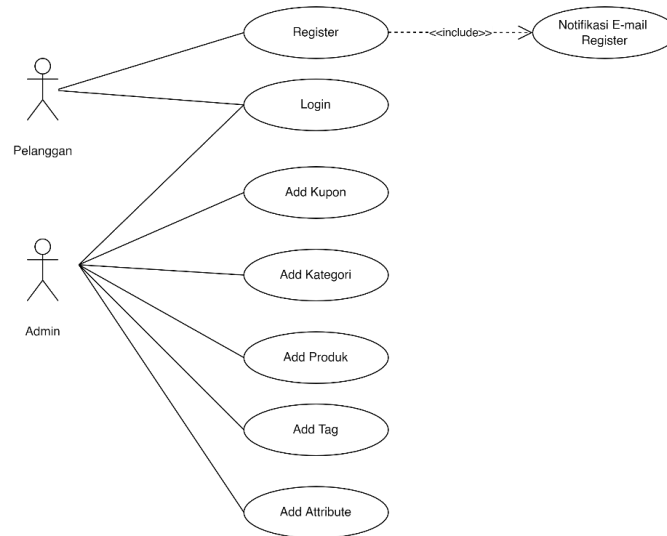 Register
<<include>>
Notifikasi E-mail
Register
Login
Pelanggan
Add Kupon
Add Kategori
Admin
Add Produk
Add Tag
Add Attribute